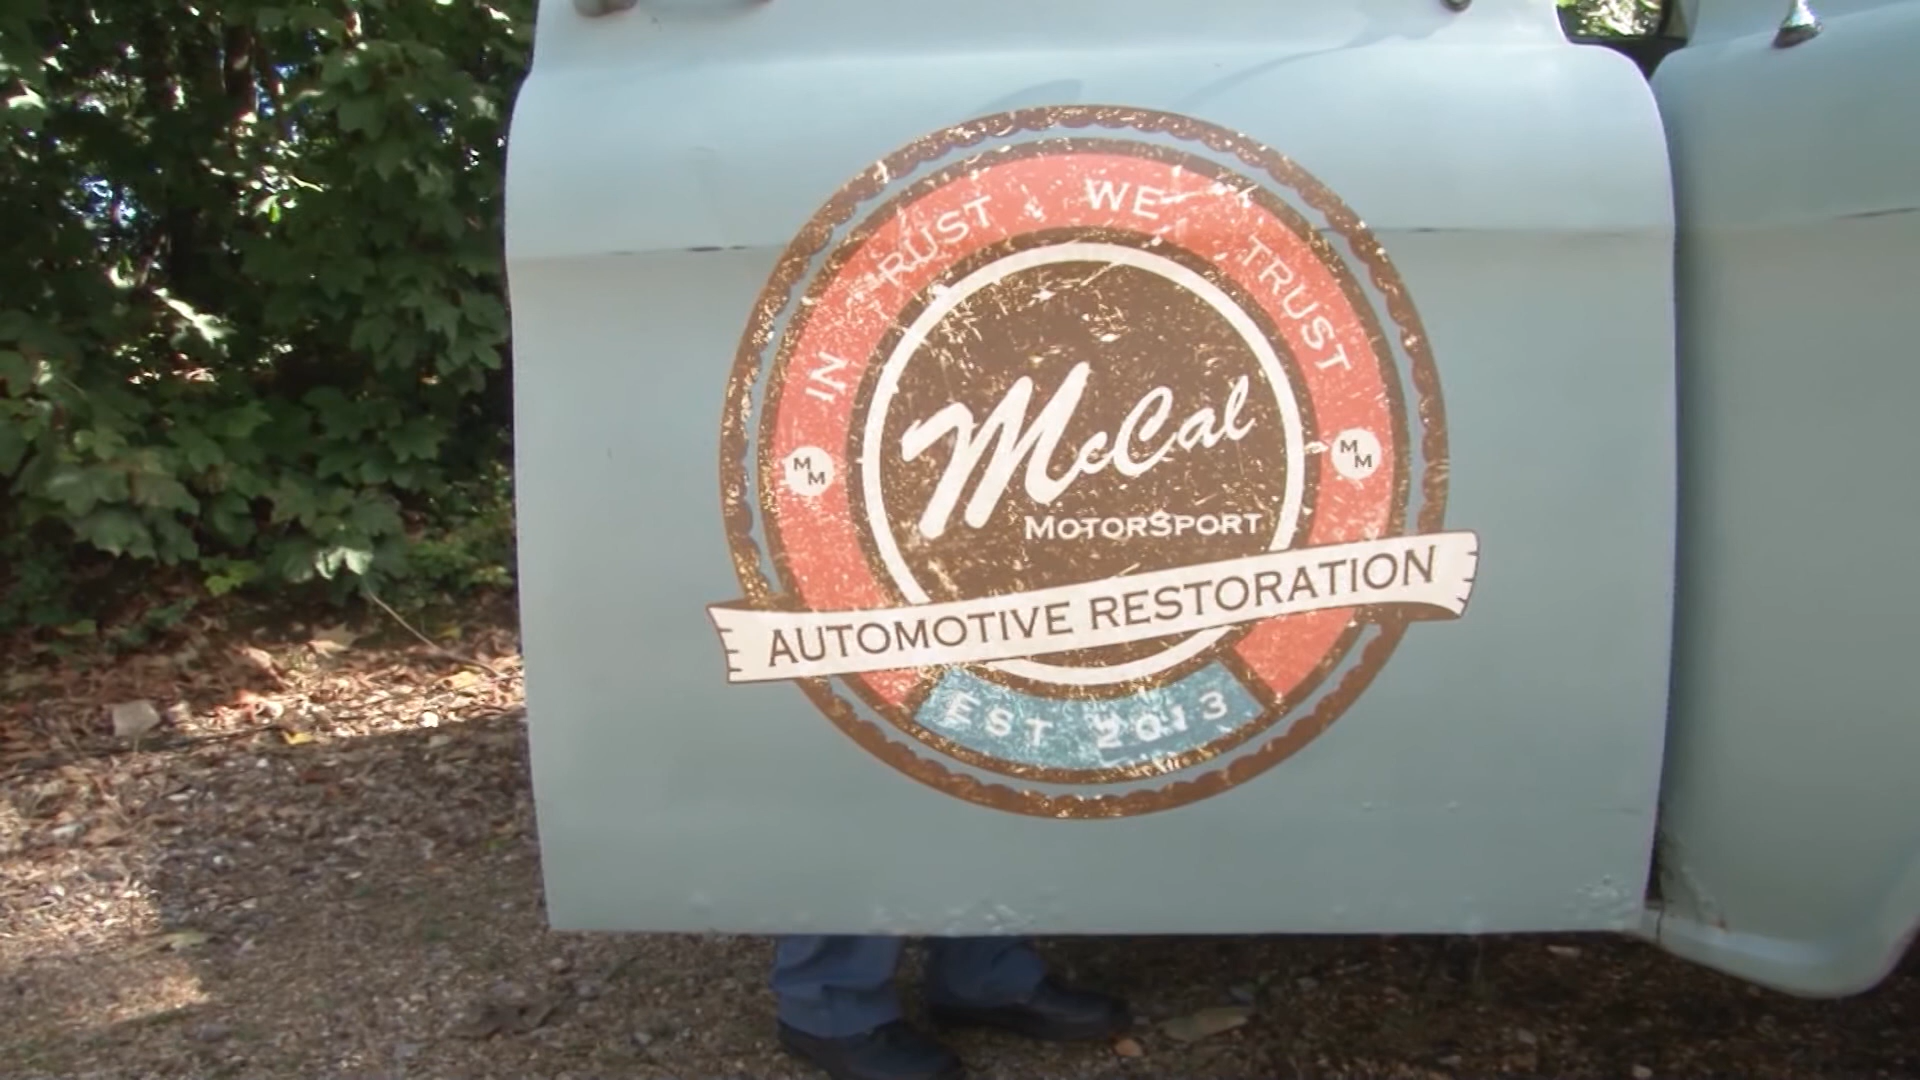 IN TRUST WE TRUST
MM
MM
McCal
MOTORSPORT
AUTOMOTIVE RESTORATION
EST 2013